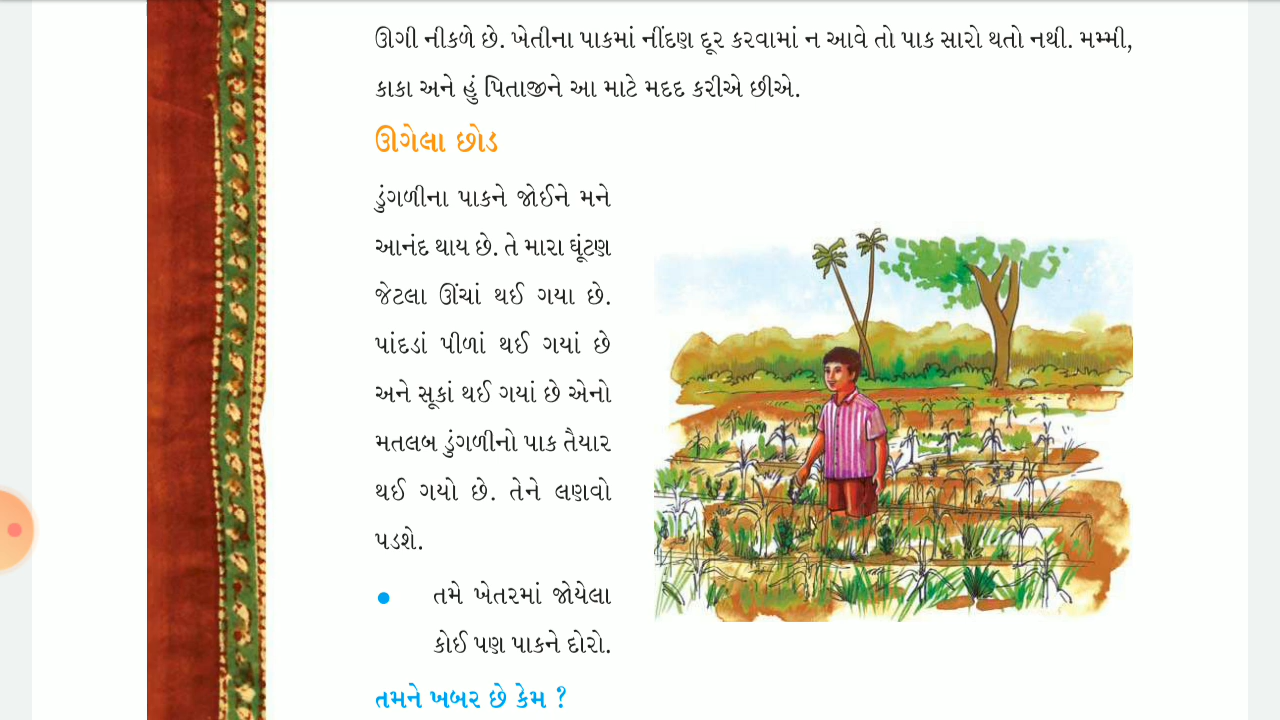 ઊગી નીકળે છે. ખેતીના પાકમાં નીંદણ દૂર કરવામાં ન આવે તો પાક સારો થતો નથી. મમ્મી,
કાકા અને હું પિતાજીને આ માટે મદદ કરીએ છીએ.
ઊગેલા છોડ
ડુંગળીના પાકને જોઈને મને
આનંદ થાય છે. તે મારા ઘૂંટણ
જેટલા ઊંચાં થઈ ગયા છે.
પાંદડાં પીળાં થઈ ગયાં છે
અને સૂકાં થઈ ગયાં છે એનો
મતલબ ડુંગળીનો પાક તૈયાર
થઈ ગયો છે. તેને લણવો
પડશે.
● તમે ખેતરમાં જોયેલા
કોઈ પણ પાકને દોરો.
તમને ખબર છે કેમ ?